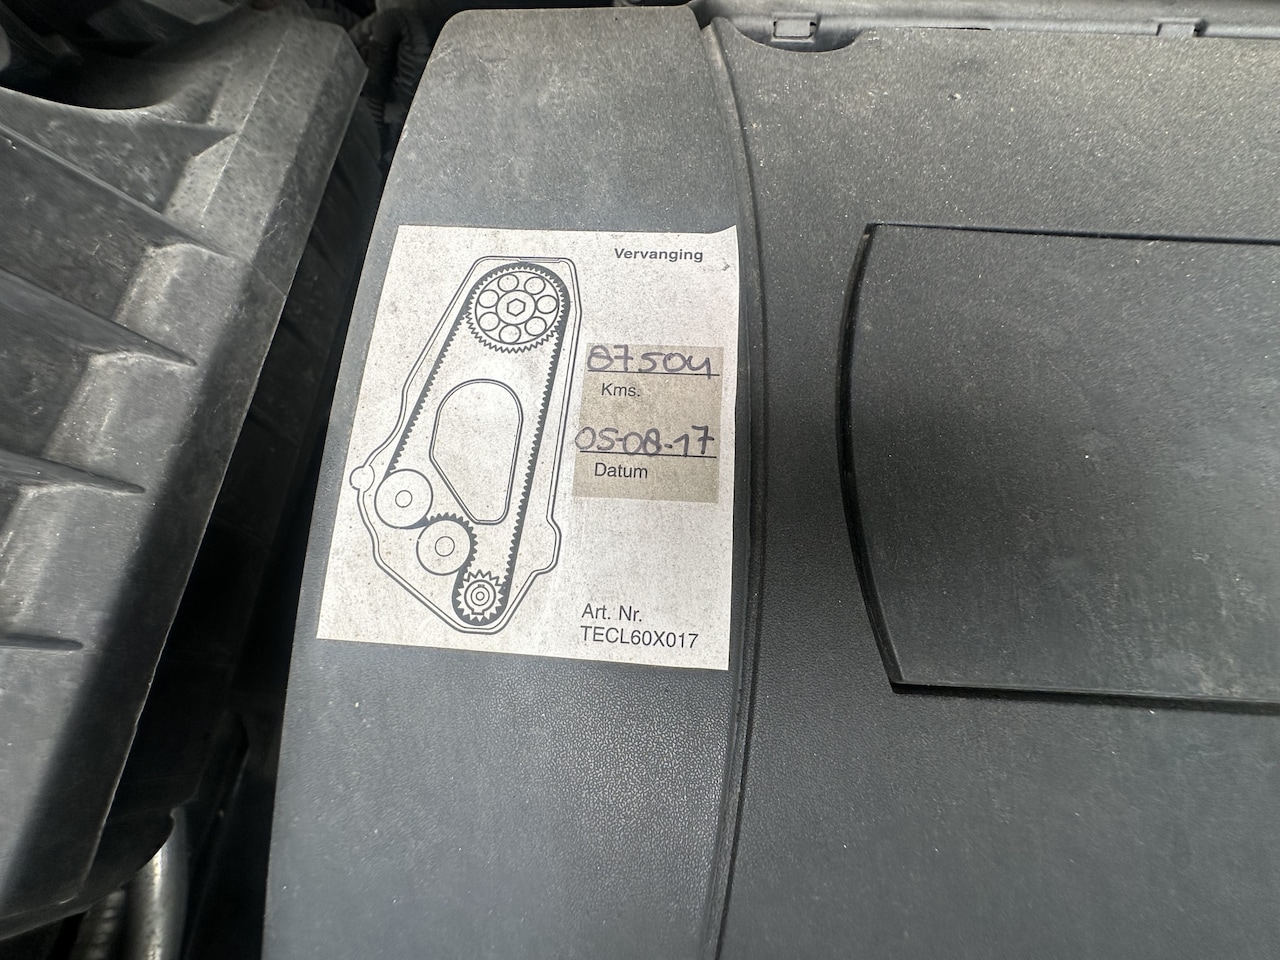 Vervanging
87504
Kms.
05-08-17
Datum
Art. Nr.
TECL60X017